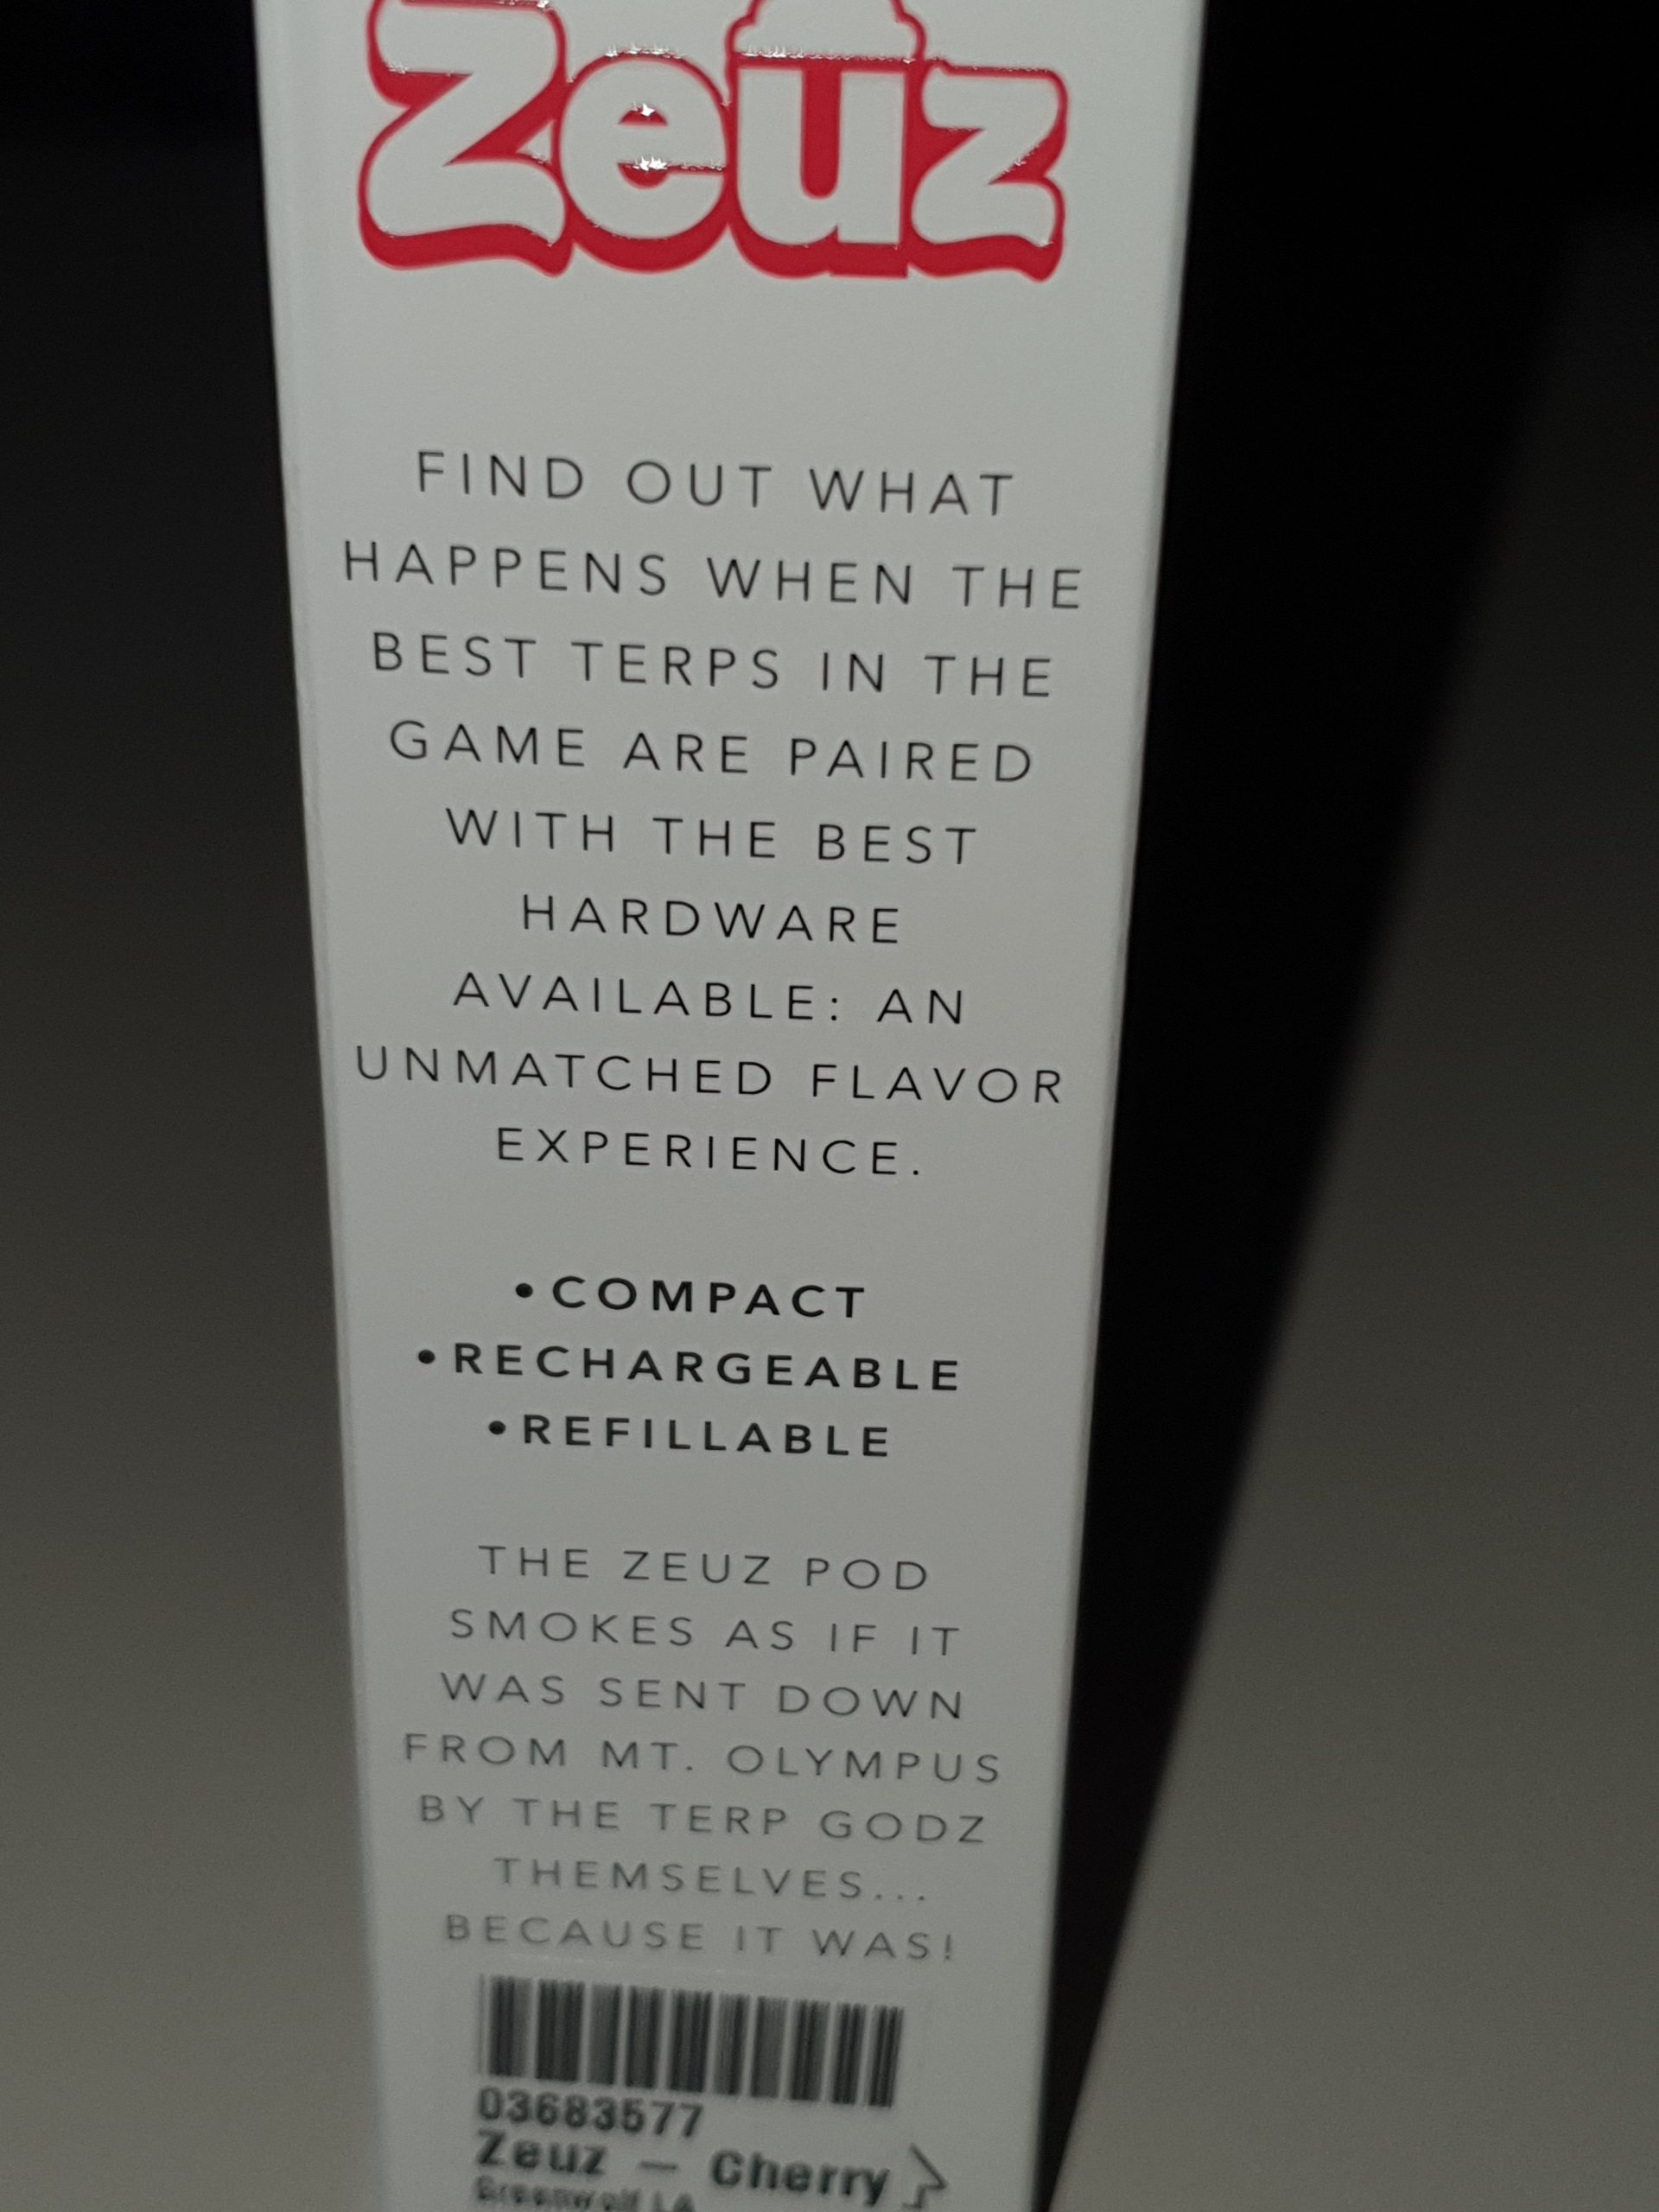 Zeuz
FIND OUT WHAT
HAPPENS WHEN THE
BEST TERPS IN THE
GAME ARE PAIRED
WITH THE BEST
HARDWARE
AVAILABLE: AN
UNMATCHED FLAVOR
EXPERIENCE.
•COMPACT
•RECHARGEABLE
•REFILLABLE
THE ZEUZ POD
SMOKES AS IF IT
WAS SENT DOWN
FROM MT. OLYMPUS
BY THE TERP GODZ
THEMSELVES...
BECAUSE IT WAS!
03683577
Zeuz — Cherry
Greenwolf LA